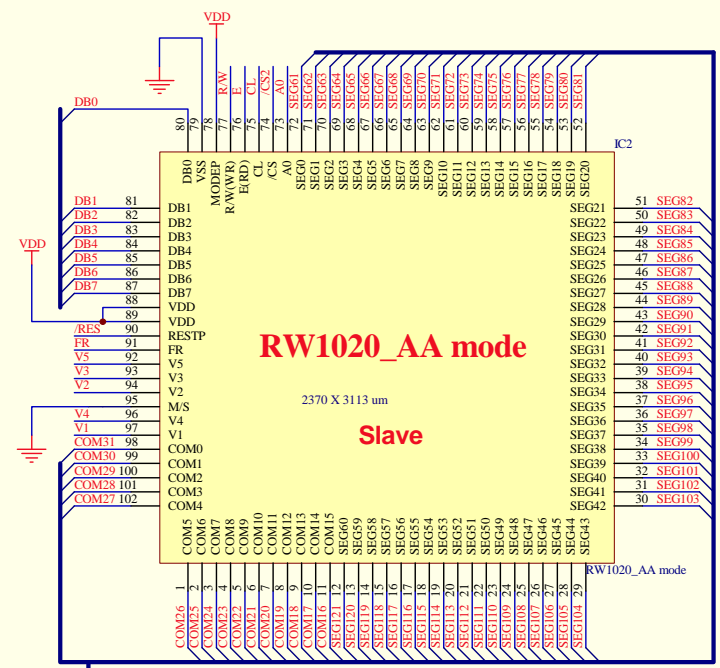 VDD
R/W E CL /CS2 A0 SEG61 SEG62 SEG63 SEG64 SEG65 SEG66 SEG67 SEG68 SEG69 SEG70 SEG71 SEG72 SEG73 SEG74 SEG75 SEG76 SEG77 SEG78 SEG79 SEG80 SEG81
DB0
80 79 78 77 76 75 74 73 72 71 70 69 68 67 66 65 64 63 62 61 60 59 58 57 56 55 54 53 52
IC2
DB0 VSS MODEP R/W(WR) E(RD) CL /CS A0 SEG0 SEG1 SEG2 SEG3 SEG4 SEG5 SEG6 SEG7 SEG8 SEG9 SEG10 SEG11 SEG12 SEG13 SEG14 SEG15 SEG16 SEG17 SEG18 SEG19 SEG20
DB1 81 DB1 SEG21 51 SEG82
DB2 82 DB2 SEG22 50 SEG83
DB3 83 DB3 SEG23 49 SEG84
VDD
DB4 84 DB4 SEG24 48 SEG85
DB5 85 DB5 SEG25 47 SEG86
DB6 86 DB6 SEG26 46 SEG87
DB7 87 DB7 SEG27 45 SEG88
88 VDD SEG28 44 SEG89
89 VDD SEG29 43 SEG90
/RES 90 RESTP SEG30 42 SEG91
FR 91 FR SEG31 41 SEG92
V5 92 V5 SEG32 40 SEG93
V3 93 V3 SEG33 39 SEG94
V2 94 V2 SEG34 38 SEG95
95 M/S SEG35 37 SEG96
V4 96 V4 SEG36 36 SEG97
V1 97 V1 SEG37 35 SEG98
COM31 98 COM0 SEG38 34 SEG99
COM30 99 COM1 SEG39 33 SEG100
COM29 100 COM2 SEG40 32 SEG101
COM28 101 COM3 SEG41 31 SEG102
COM27 102 COM4 SEG42 30 SEG103
RW1020_AA mode
2370 X 3113 um
Slave
COM5 COM6 COM7 COM8 COM9 COM10 COM11 COM12 COM13 COM14 COM15 SEG60 SEG59 SEG58 SEG57 SEG56 SEG55 SEG54 SEG53 SEG52 SEG51 SEG50 SEG49 SEG48 SEG47 SEG46 SEG45 SEG44 SEG43
RW1020_AA mode
1 2 3 4 5 6 7 8 9 10 11 12 13 14 15 16 17 18 19 20 21 22 23 24 25 26 27 28 29
COM26 COM25 COM24 COM23 COM22 COM21 COM20 COM19 COM18 COM17 COM16 SEG121 SEG120 SEG119 SEG118 SEG117 SEG116 SEG115 SEG114 SEG113 SEG112 SEG111 SEG110 SEG109 SEG108 SEG107 SEG106 SEG105 SEG104